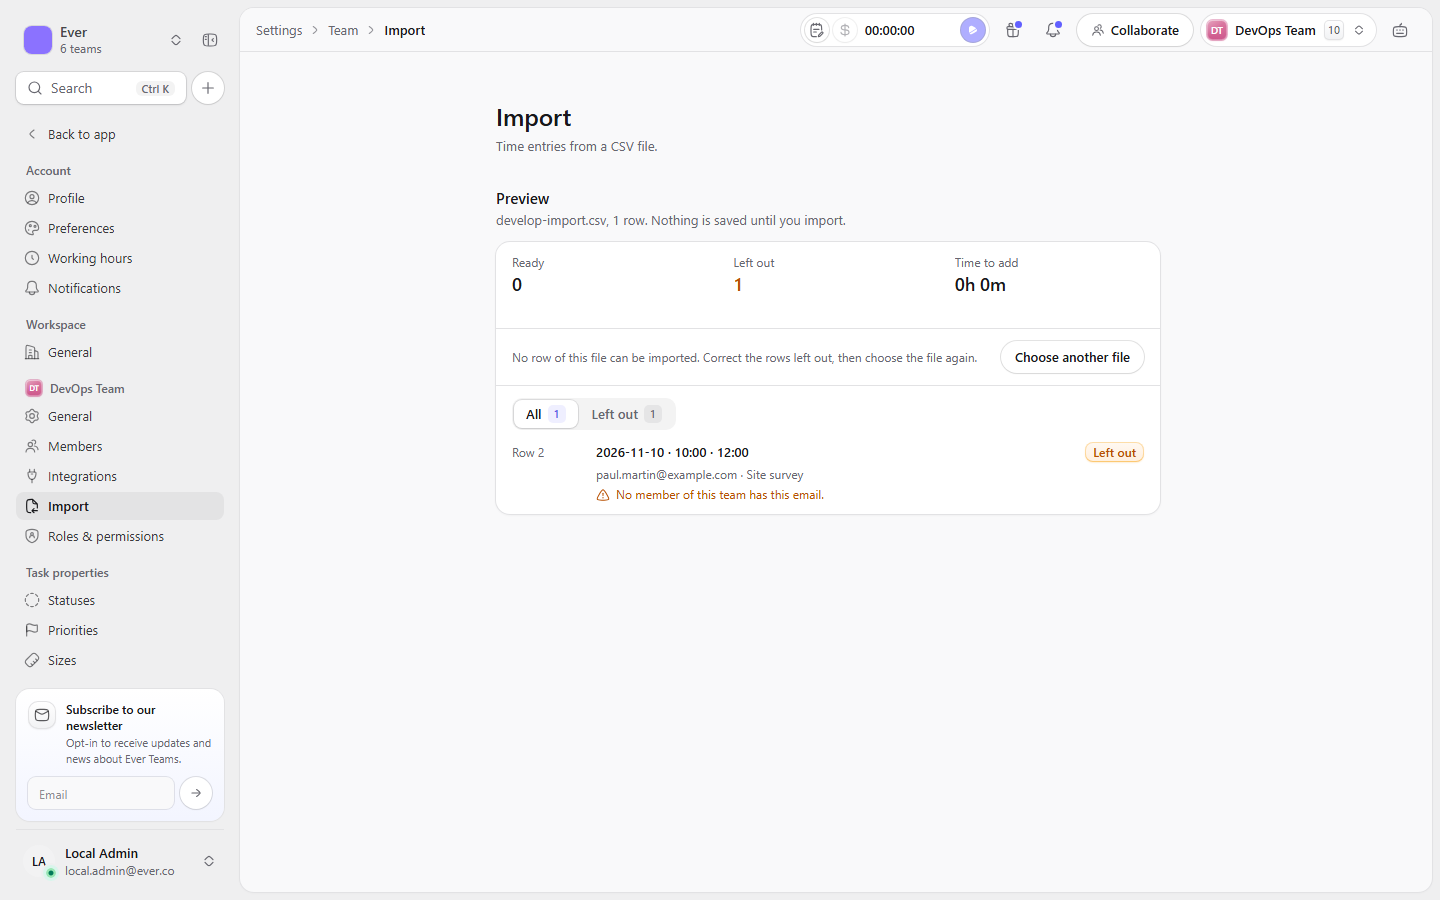 Ever
6 teams
Search
Ctrl K
Back to app
Account
Profile
Preferences
Working hours
Notifications
Workspace
General
DT DevOps Team
General
Members
Integrations
Import
Roles & permissions
Task properties
Statuses
Priorities
Sizes
Subscribe to our
newsletter
Opt-in to receive updates and
news about Ever Teams.
Email
LA
Local Admin
local.admin@ever.co
Settings > Team > Import
$ 00:00:00
Collaborate
DT DevOps Team 10
Import
Time entries from a CSV file.
Preview
develop-import.csv, 1 row. Nothing is saved until you import.
Ready
0
Left out
1
Time to add
0h 0m
No row of this file can be imported. Correct the rows left out, then choose the file again.
Choose another file
All 1
Left out 1
Row 2
2026-11-10 · 10:00 · 12:00
Left out
paul.martin@example.com · Site survey
No member of this team has this email.